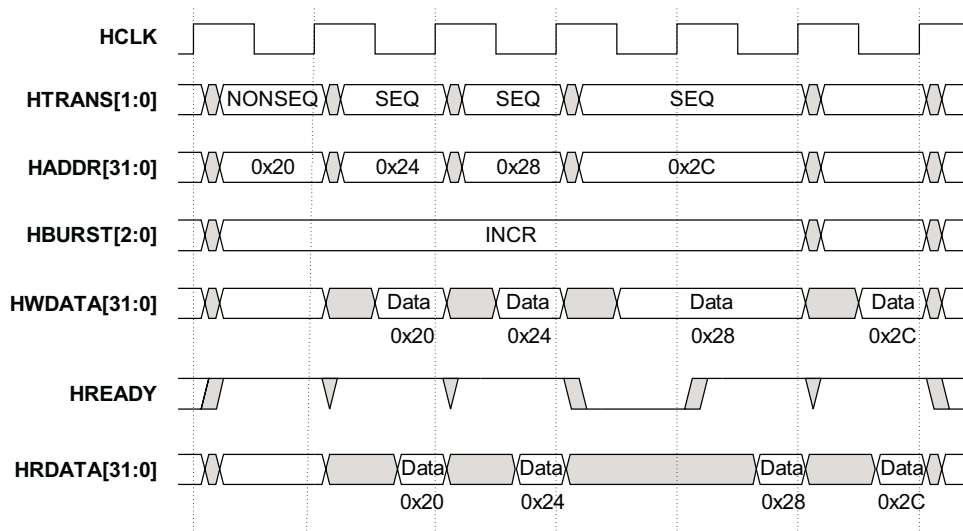 HCLK
HTRANS[1:0] NONSEQ SEQ SEQ SEQ
HADDR[31:0] 0x20 0x24 0x28 0x2C
HBURST[2:0] INCR
HWDATA[31:0] Data Data Data Data
0x20 0x24 0x28 0x2C
HREADY
HRDATA[31:0] Data Data Data Data
0x20 0x24 0x28 0x2C